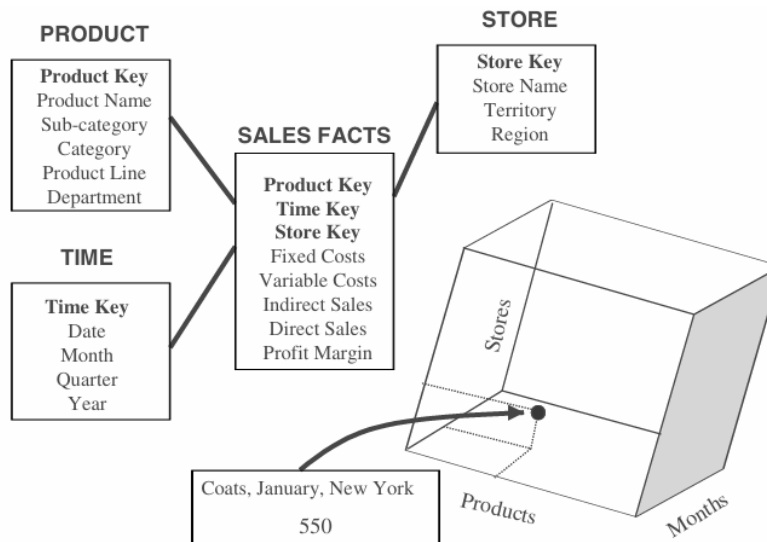 PRODUCT
Product Key
Product Name
Sub-category
Category
Product Line
Department
STORE
Store Key
Store Name
Territory
Region
SALES FACTS
Product Key
Time Key
Store Key
Fixed Costs
Variable Costs
Indirect Sales
Direct Sales
Profit Margin
TIME
Time Key
Date
Month
Quarter
Year
Stores
Products
Months
Coats, January, New York
550